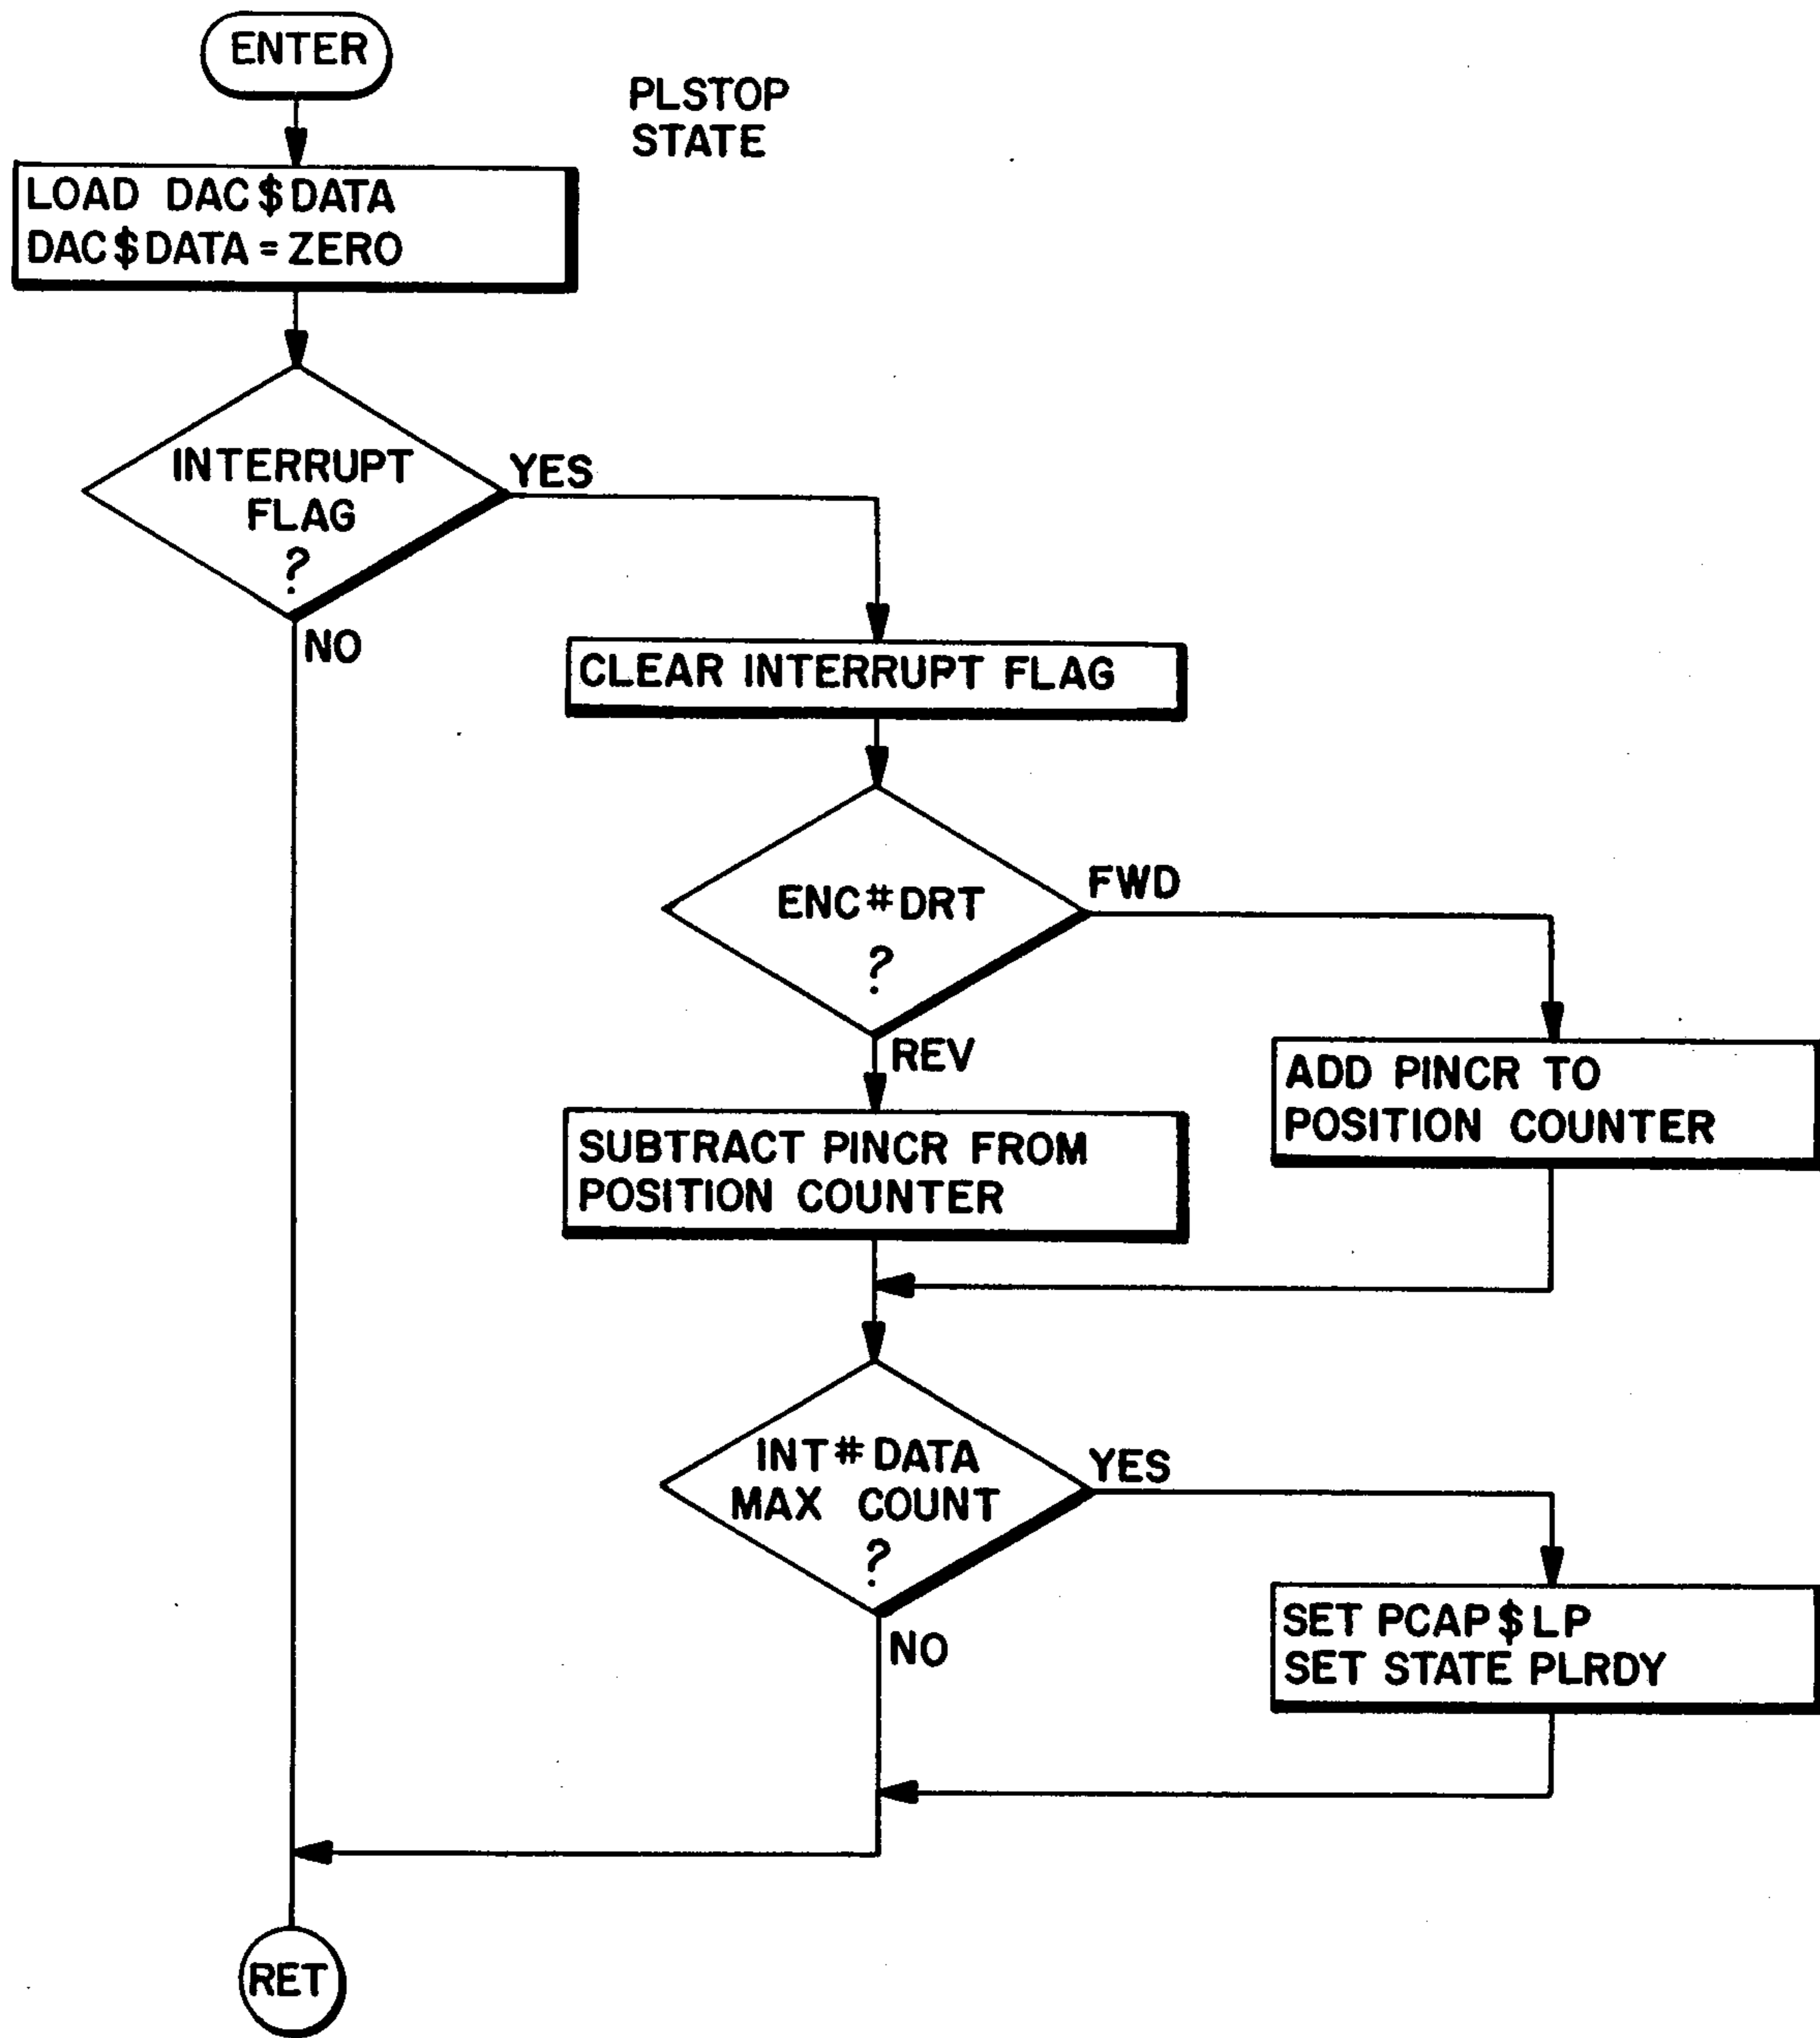 ENTER
PLSTOP
STATE
LOAD DAC$DATA
DAC$DATA=ZERO
INTERRUPT
FLAG
?
YES
NO
CLEAR INTERRUPT FLAG
ENC#DRT
?
FWD
REV
ADD PINCR TO
POSITION COUNTER
SUBTRACT PINCR FROM
POSITION COUNTER
INT#DATA
MAX COUNT
?
YES
NO
SET PCAP$LP
SET STATE PLRDY
RET